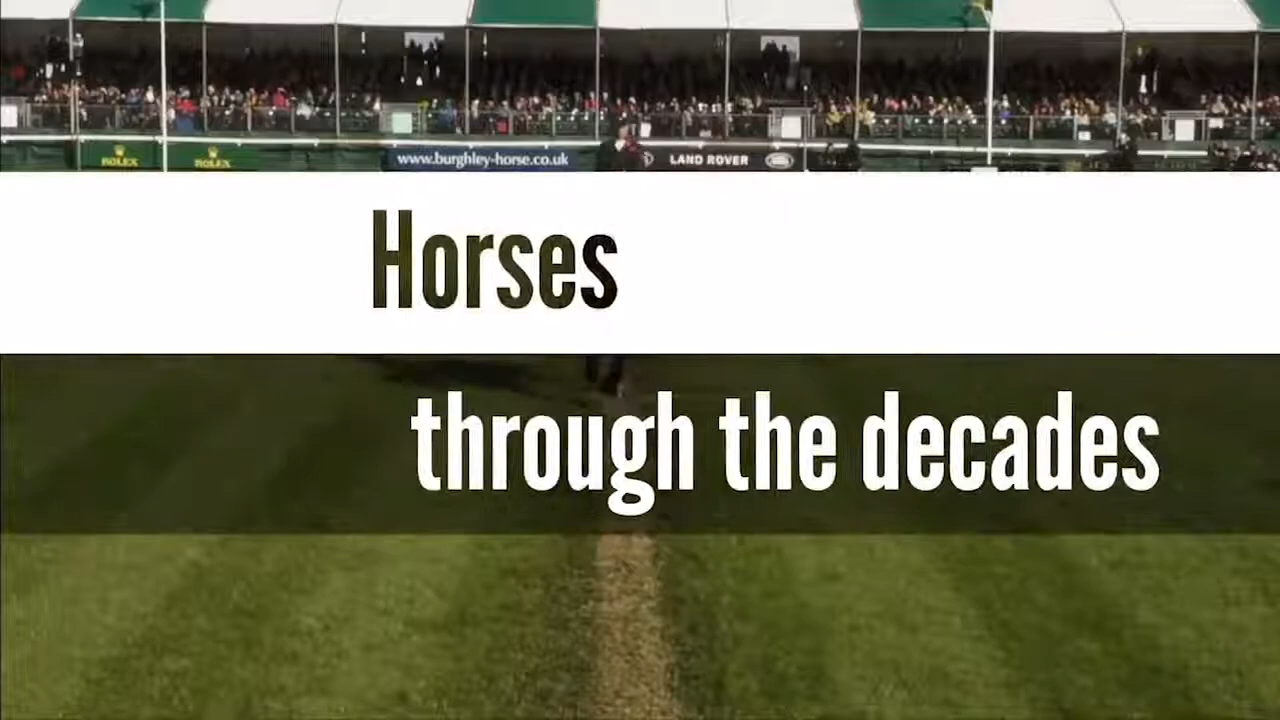 ROLEX
ROLEX
www.burghley-horse.co.uk
LAND ROVER
Horses
through the decades